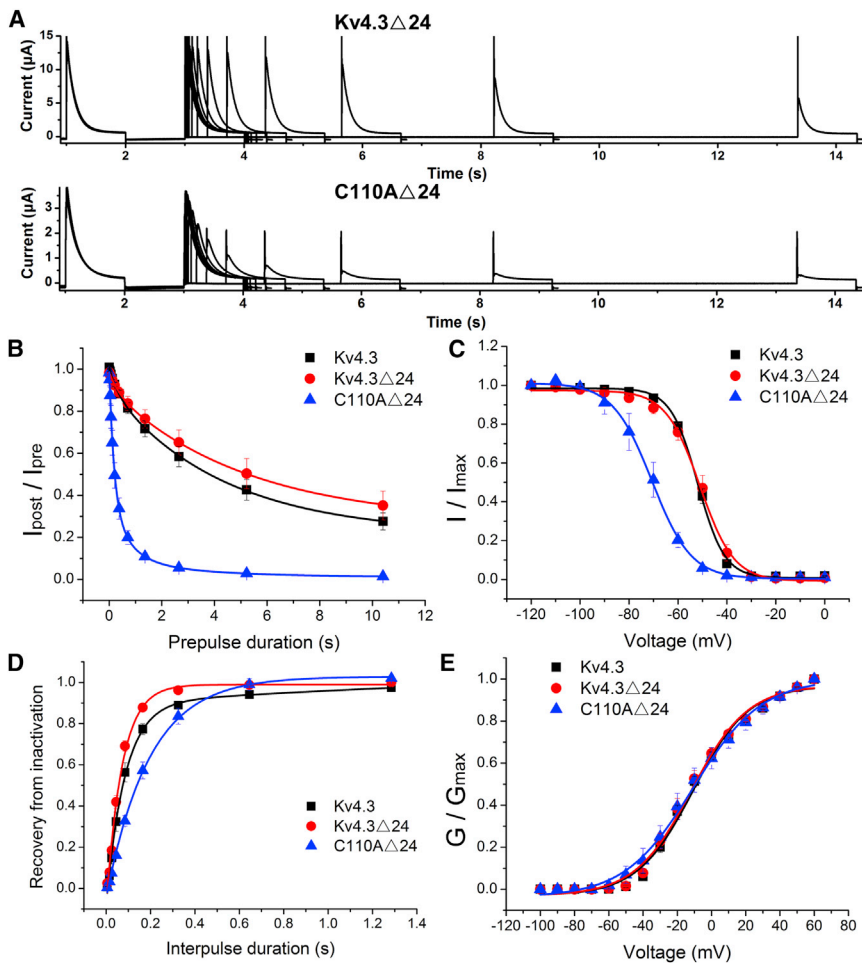 A
Kv4.3△24
Current (µA)
15
10
5
0
2 4 6 8 10 12 14
Time (s)
C110A△24
Current (µA)
3
2
1
0
2 4 6 8 10 12 14
Time (s)
B
Kv4.3
Kv4.3△24
C110A△24
Ipost / Ipre
1.0
0.8
0.6
0.4
0.2
0.0
0 2 4 6 8 10 12
Prepulse duration (s)
C
Kv4.3
Kv4.3△24
C110A△24
I / Imax
1.2
1.0
0.8
0.6
0.4
0.2
0.0
-120 -100 -80 -60 -40 -20 0
Voltage (mV)
D
Kv4.3
Kv4.3△24
C110A△24
Recovery from inactivation
1.0
0.8
0.6
0.4
0.2
0.0
0.0 0.2 0.4 0.6 0.8 1.0 1.2 1.4
Interpulse duration (s)
E
Kv4.3
Kv4.3△24
C110A△24
G / Gmax
1.0
0.8
0.6
0.4
0.2
0.0
-100 -80 -60 -40 -20 0 20 40 60 80
Voltage (mV)